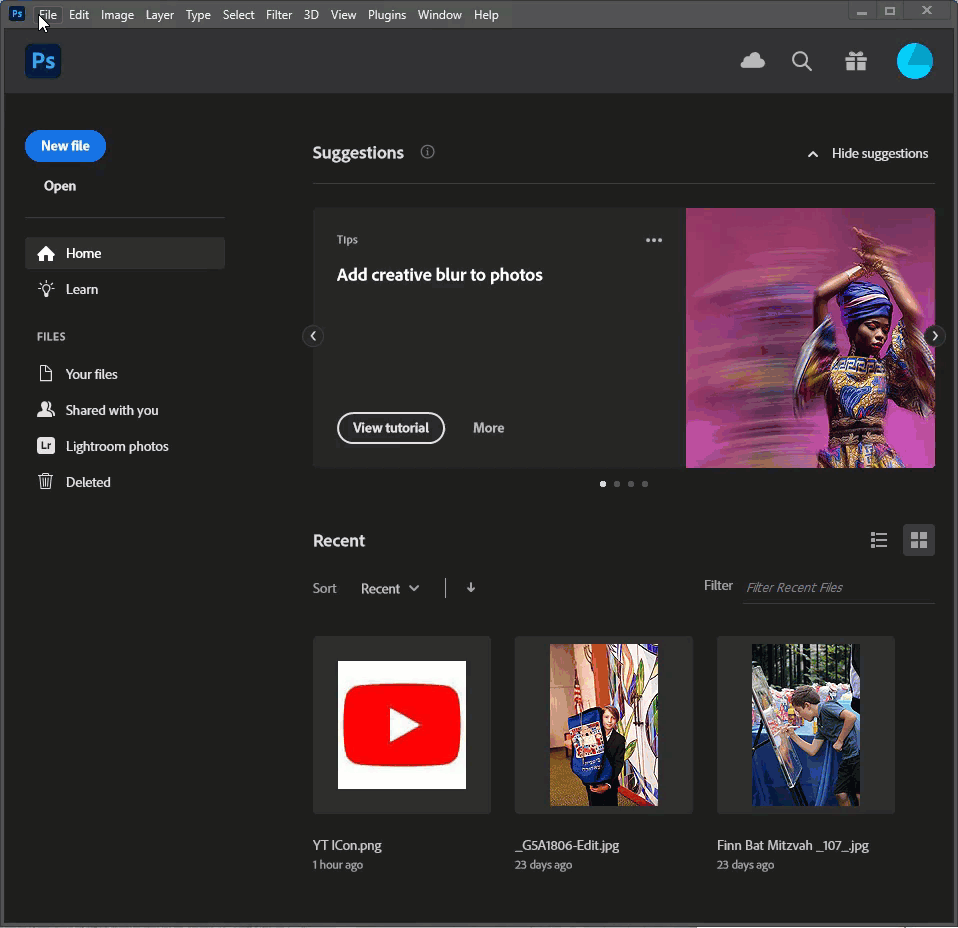 Ps File Edit Image Layer Type Select Filter 3D View Plugins Window Help
Ps
New file
Open
Home
Learn
FILES
Your files
Shared with you
Lr Lightroom photos
Deleted
Suggestions
Hide suggestions
Tips
Add creative blur to photos
View tutorial More
Recent
Sort Recent
Filter Filter Recent Files
YT ICon.png
1 hour ago
_G5A1806-Edit.jpg
23 days ago
Finn Bat Mitzvah _107_.jpg
23 days ago